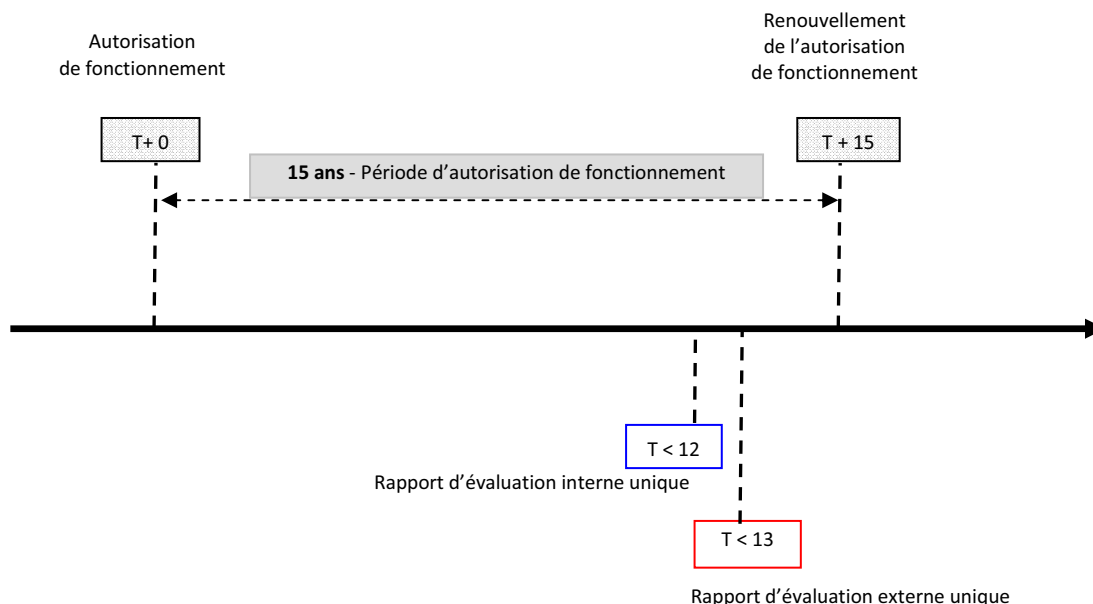 Autorisation
de fonctionnement
Renouvellement
de l'autorisation
de fonctionnement
T+ 0
T + 15
15 ans - Période d'autorisation de fonctionnement
T < 12
Rapport d'évaluation interne unique
T < 13
Rapport d'évaluation externe unique